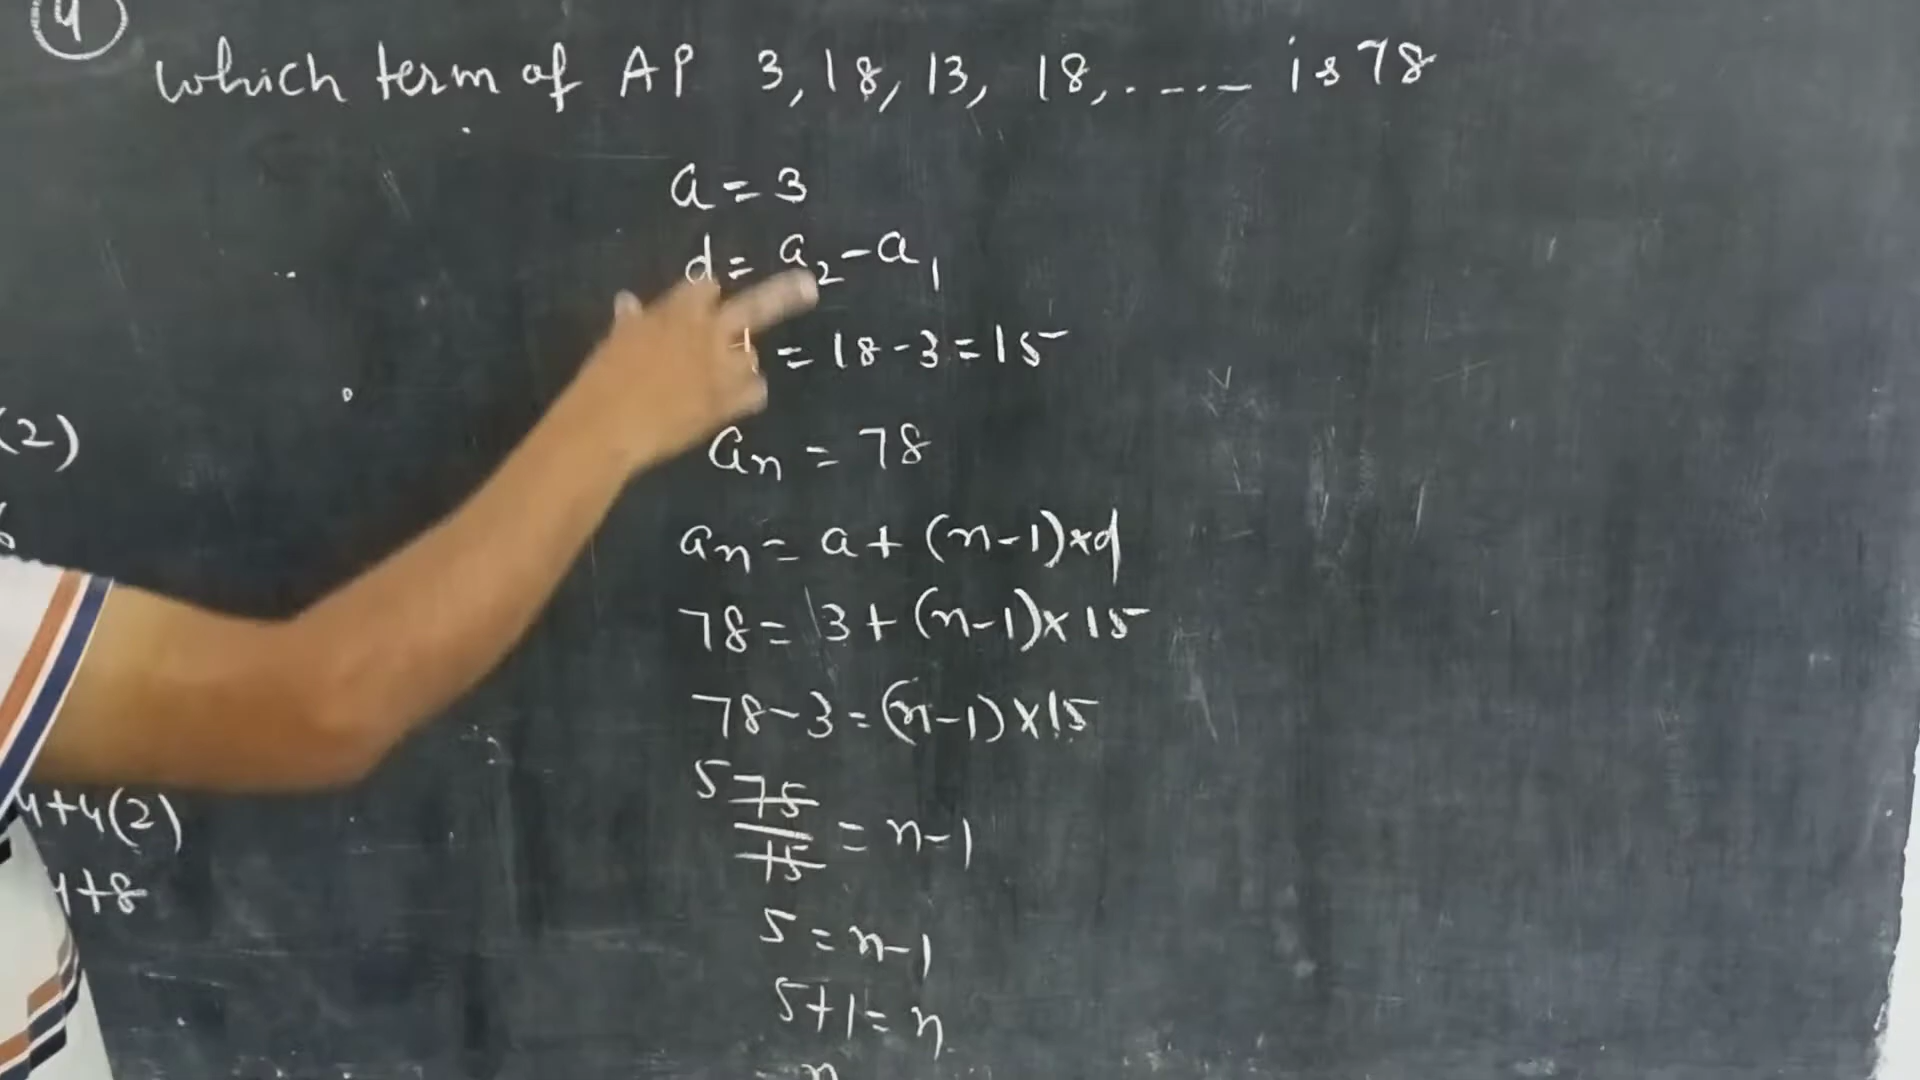 4
which term of AP 3, 18, 13, 18, ..... is 78
a = 3
d = a₂ - a₁
= 18 - 3 = 15
(2)
aₙ = 78
aₙ = a + (n-1)×d
78 = 3 + (n-1)×15
78 - 3 = (n-1)×15
5 75/15 = n-1
4+4(2)
4+8
5 = n-1
5+1 = n
n